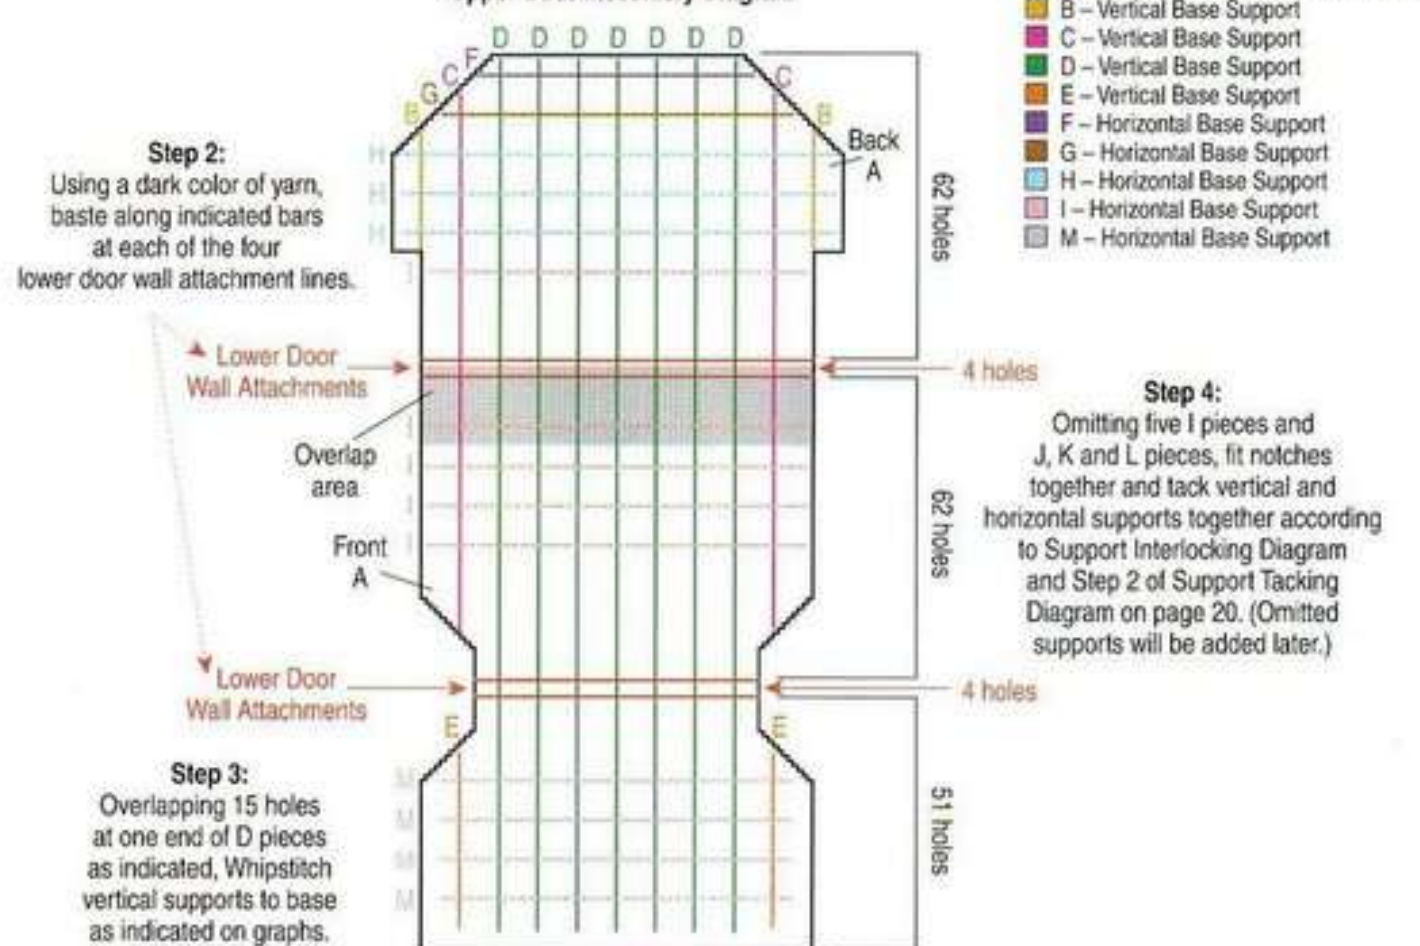 D D D D D D D
F
C C
G
B B
H
H
H
I
Back
A
B – Vertical Base Support
C – Vertical Base Support
D – Vertical Base Support
E – Vertical Base Support
F – Horizontal Base Support
G – Horizontal Base Support
H – Horizontal Base Support
I – Horizontal Base Support
M – Horizontal Base Support
Step 2:
Using a dark color of yarn,
baste along indicated bars
at each of the four
lower door wall attachment lines.
62 holes
Lower Door
Wall Attachments
4 holes
Overlap
area
I
I
I
I
Front
A
62 holes
Step 4:
Omitting five I pieces and
J, K and L pieces, fit notches
together and tack vertical and
horizontal supports together according
to Support Interlocking Diagram
and Step 2 of Support Tacking
Diagram on page 20. (Omitted
supports will be added later.)
Lower Door
Wall Attachments
4 holes
E E
M
M
M
M
51 holes
Step 3:
Overlapping 15 holes
at one end of D pieces
as indicated, Whipstitch
vertical supports to base
as indicated on graphs.